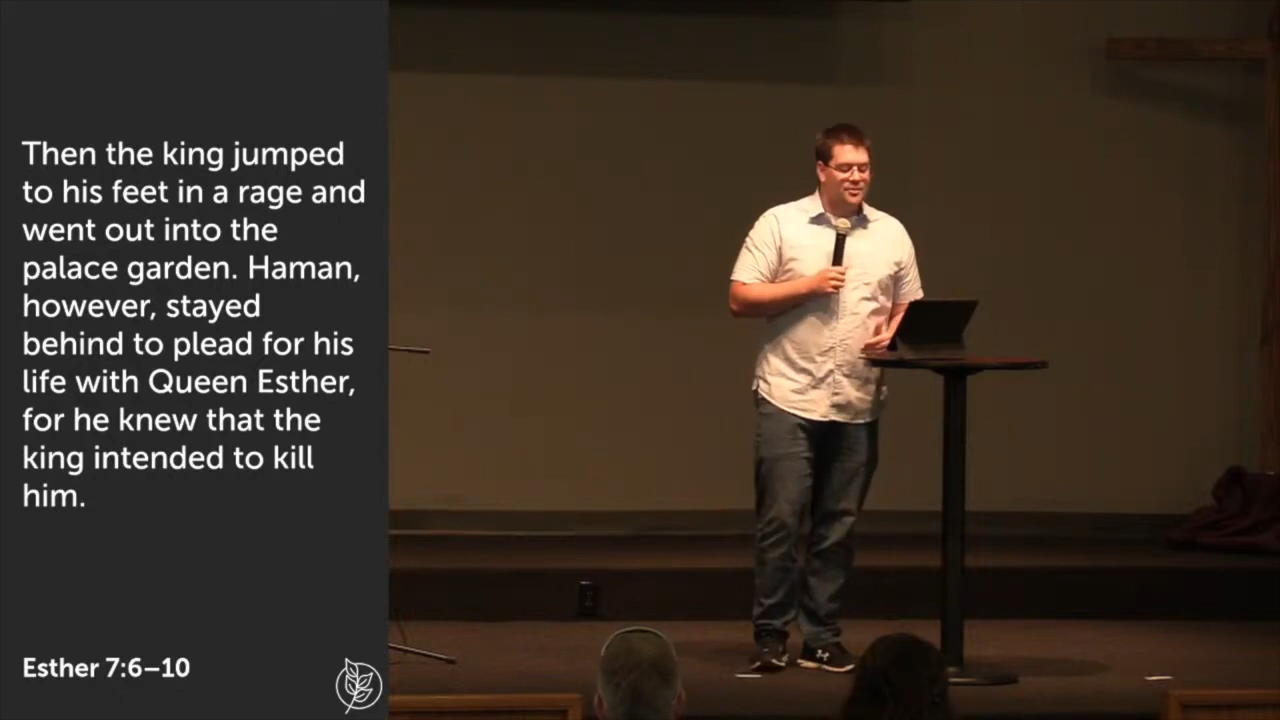 Then the king jumped
to his feet in a rage and
went out into the
palace garden. Haman,
however, stayed
behind to plead for his
life with Queen Esther,
for he knew that the
king intended to kill
him.
Esther 7:6–10